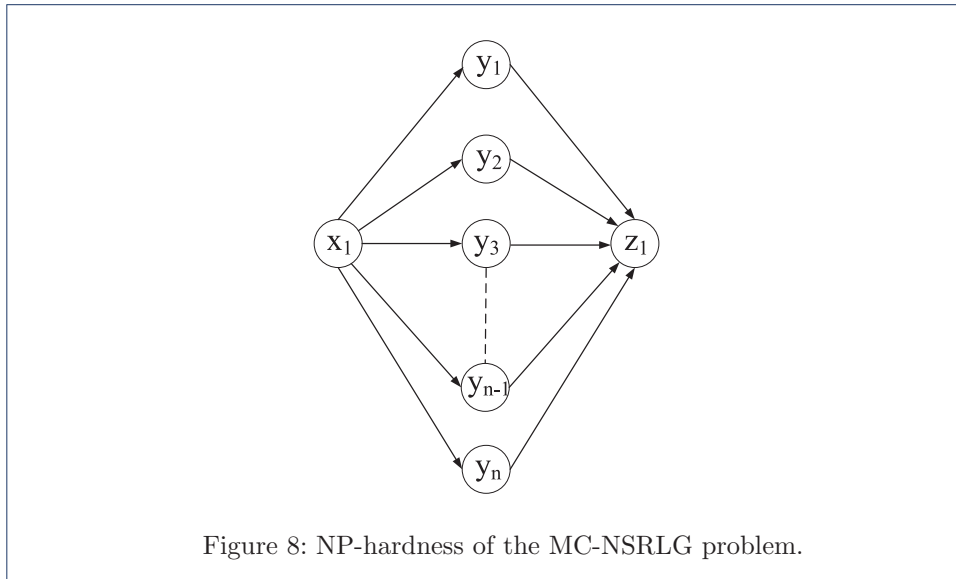 y₁
y₂
x₁ y₃ z₁
yₙ₋₁
yₙ
Figure 8: NP-hardness of the MC-NSRLG problem.